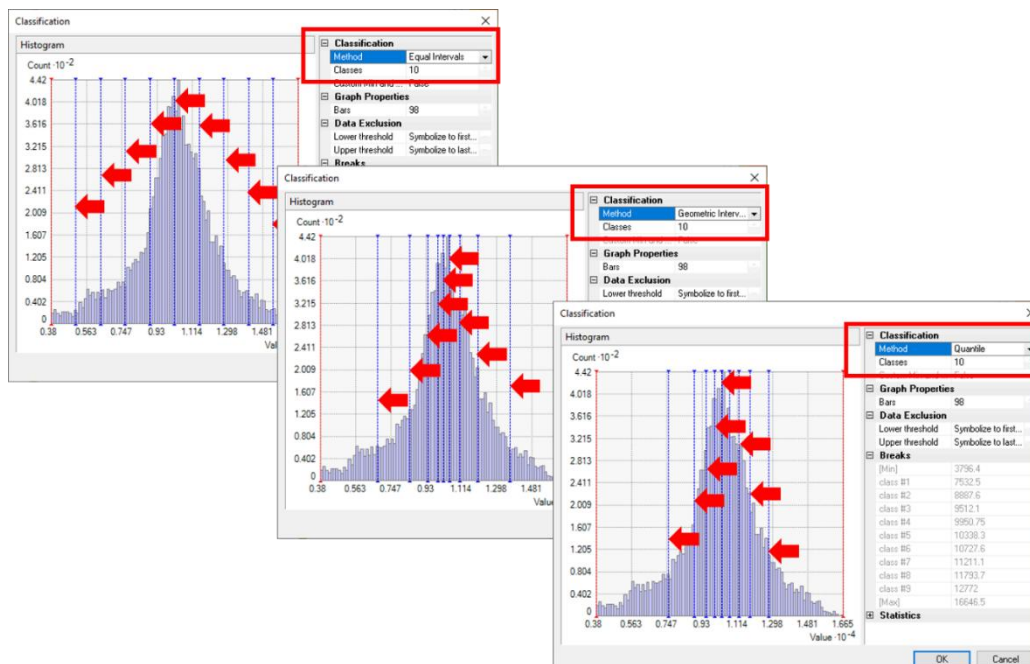 Classification
Histogram
Count ·10-2
4.42
4.018
3.616
3.215
2.813
2.411
2.009
1.607
1.205
0.804
0.402
0
0.38 0.563 0.747 0.93 1.114 1.298 1.481
Classification
Method Equal Intervals
Classes 10
Graph Properties
Bars 98
Data Exclusion
Lower threshold Symbolize to first...
Upper threshold Symbolize to last...
Breaks
Classification
Histogram
Count ·10-2
4.42
4.018
3.616
3.215
2.813
2.411
2.009
1.607
1.205
0.804
0.402
0
0.38 0.563 0.747 0.93 1.114 1.298 1.481
Classification
Method Geometric Interv...
Classes 10
Graph Properties
Bars 98
Data Exclusion
Lower threshold Symbolize to first...
Classification
Histogram
Count ·10-2
4.42
4.018
3.616
3.215
2.813
2.411
2.009
1.607
1.205
0.804
0.402
0
0.38 0.563 0.747 0.93 1.114 1.298 1.481 1.665
Value ·10-4
Classification
Method Quantile
Classes 10
Graph Properties
Bars 98
Data Exclusion
Lower threshold Symbolize to first...
Upper threshold Symbolize to last...
Breaks
[Min] 3796.4
class #1 7532.5
class #2 8887.6
class #3 9512.1
class #4 9950.75
class #5 10338.3
class #6 10727.6
class #7 11211.1
class #8 11793.7
class #9 12772
[Max] 16646.5
Statistics
OK Cancel